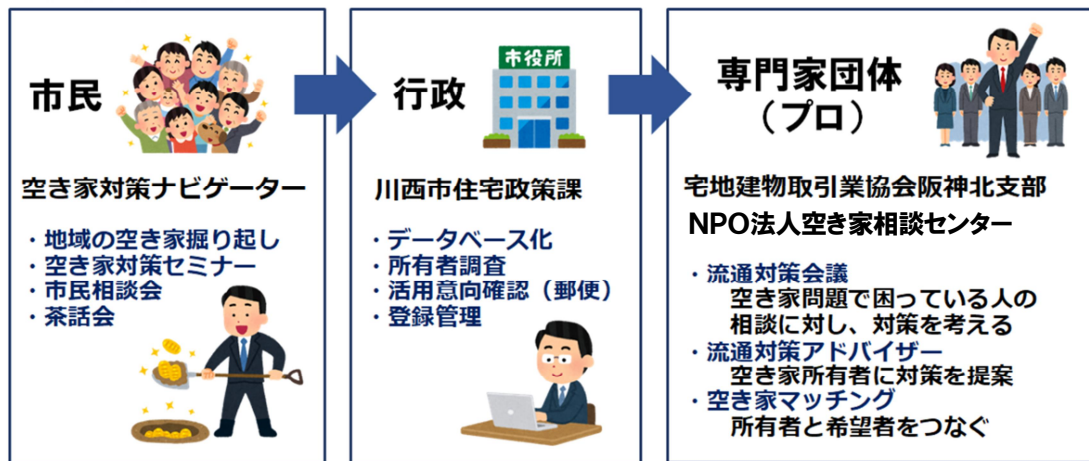 市民
空き家対策ナビゲーター
・地域の空き家掘り起し
・空き家対策セミナー
・市民相談会
・茶話会
行政
市役所
川西市住宅政策課
・データベース化
・所有者調査
・活用意向確認（郵便）
・登録管理
専門家団体
（プロ）
宅地建物取引業協会阪神北支部
NPO法人空き家相談センター
・流通対策会議
空き家問題で困っている人の
相談に対し、対策を考える
・流通対策アドバイザー
空き家所有者に対策を提案
・空き家マッチング
所有者と希望者をつなぐ